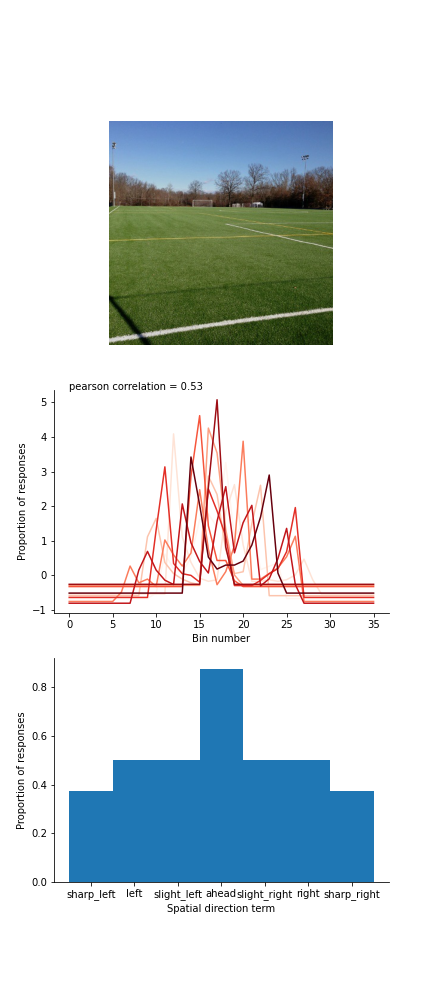 pearson correlation = 0.53
Proportion of responses
5
4
3
2
1
0
−1
0 5 10 15 20 25 30 35
Bin number
Proportion of responses
0.8
0.6
0.4
0.2
0.0
sharp_left left slight_left ahead slight_right right sharp_right
Spatial direction term